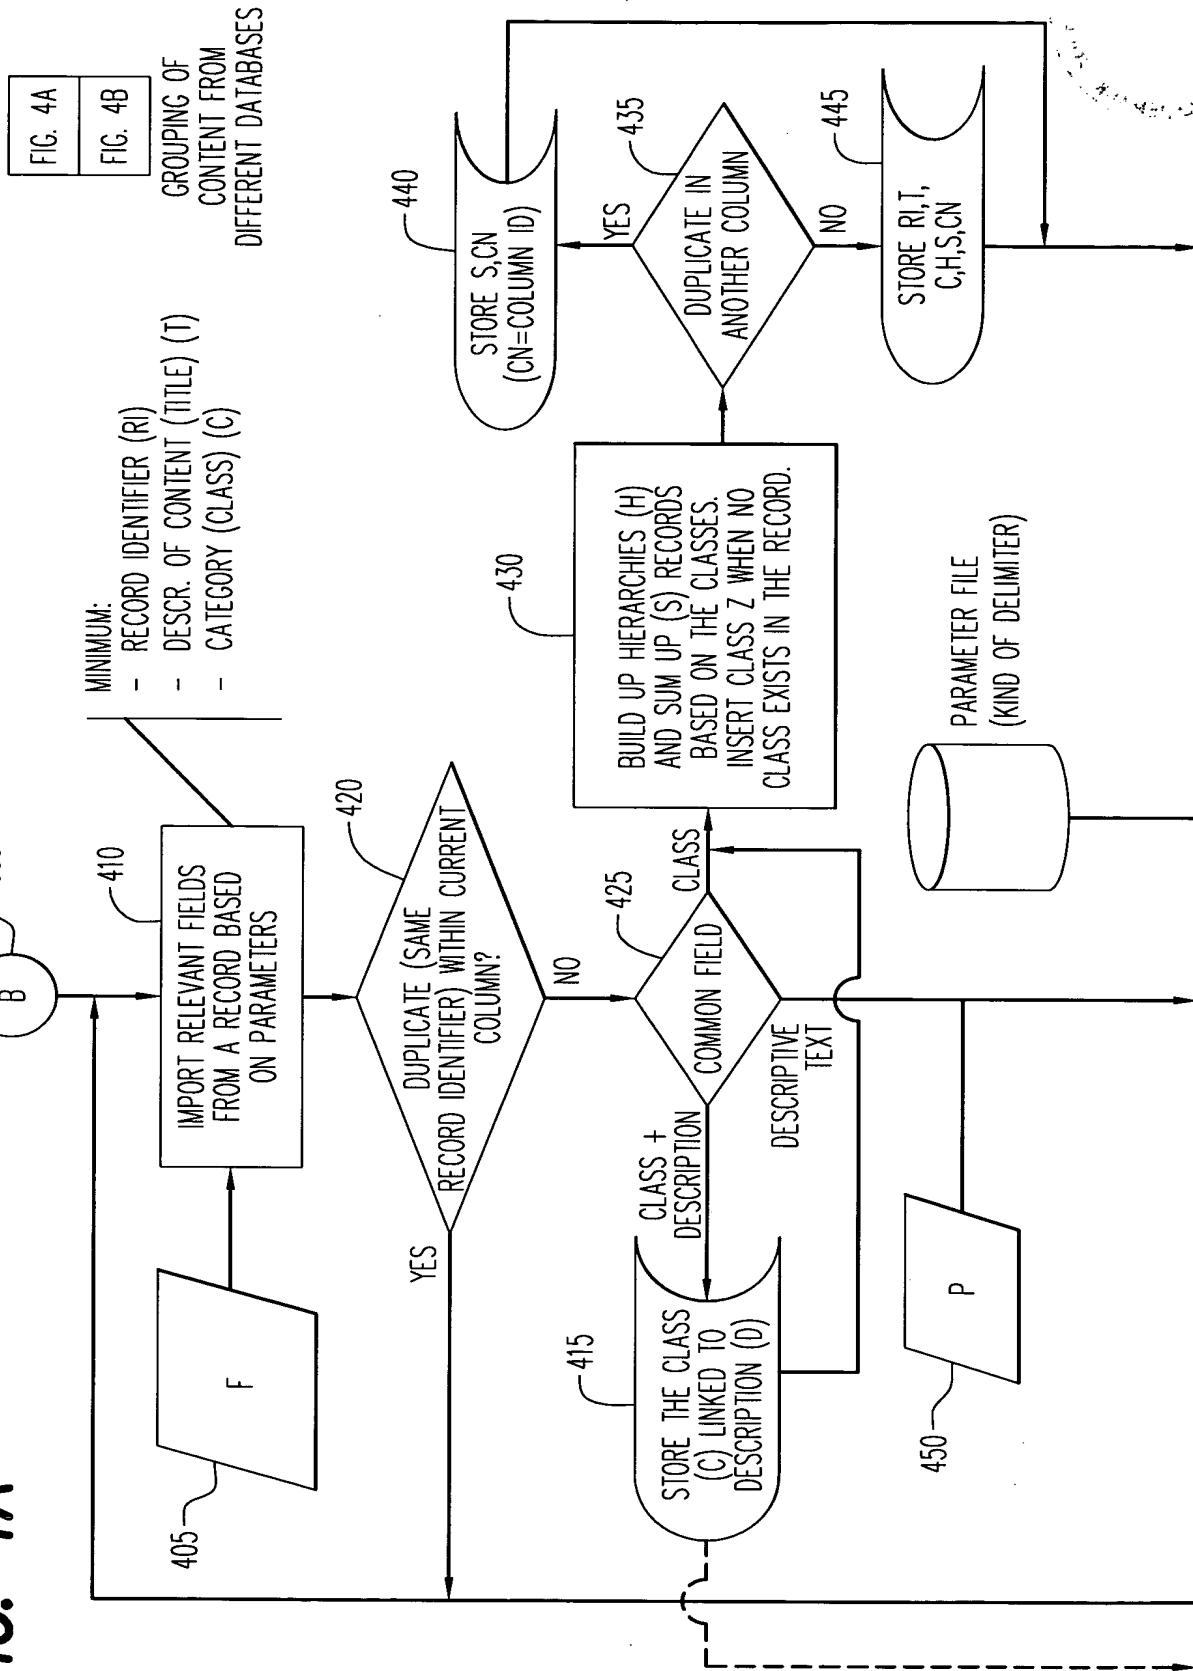 FIG. 4A
FIG. 4B
GROUPING OF
CONTENT FROM
DIFFERENT DATABASES
MINIMUM:
- RECORD IDENTIFIER (RI)
- DESCR. OF CONTENT (TITLE) (T)
- CATEGORY (CLASS) (C)
B
410
IMPORT RELEVANT FIELDS
FROM A RECORD BASED
ON PARAMETERS
F
405
420
DUPLICATE (SAME
RECORD IDENTIFIER) WITHIN CURRENT
COLUMN?
YES
NO
425
COMMON FIELD
CLASS
CLASS +
DESCRIPTION
DESCRIPTIVE
TEXT
415
STORE THE CLASS
(C) LINKED TO
DESCRIPTION (D)
430
BUILD UP HIERARCHIES (H)
AND SUM UP (S) RECORDS
BASED ON THE CLASSES.
INSERT CLASS Z WHEN NO
CLASS EXISTS IN THE RECORD.
435
DUPLICATE IN
ANOTHER COLUMN
YES
NO
440
STORE S,CN
(CN=COLUMN ID)
445
STORE RI,T,
C,H,S,CN
P
450
PARAMETER FILE
(KIND OF DELIMITER)